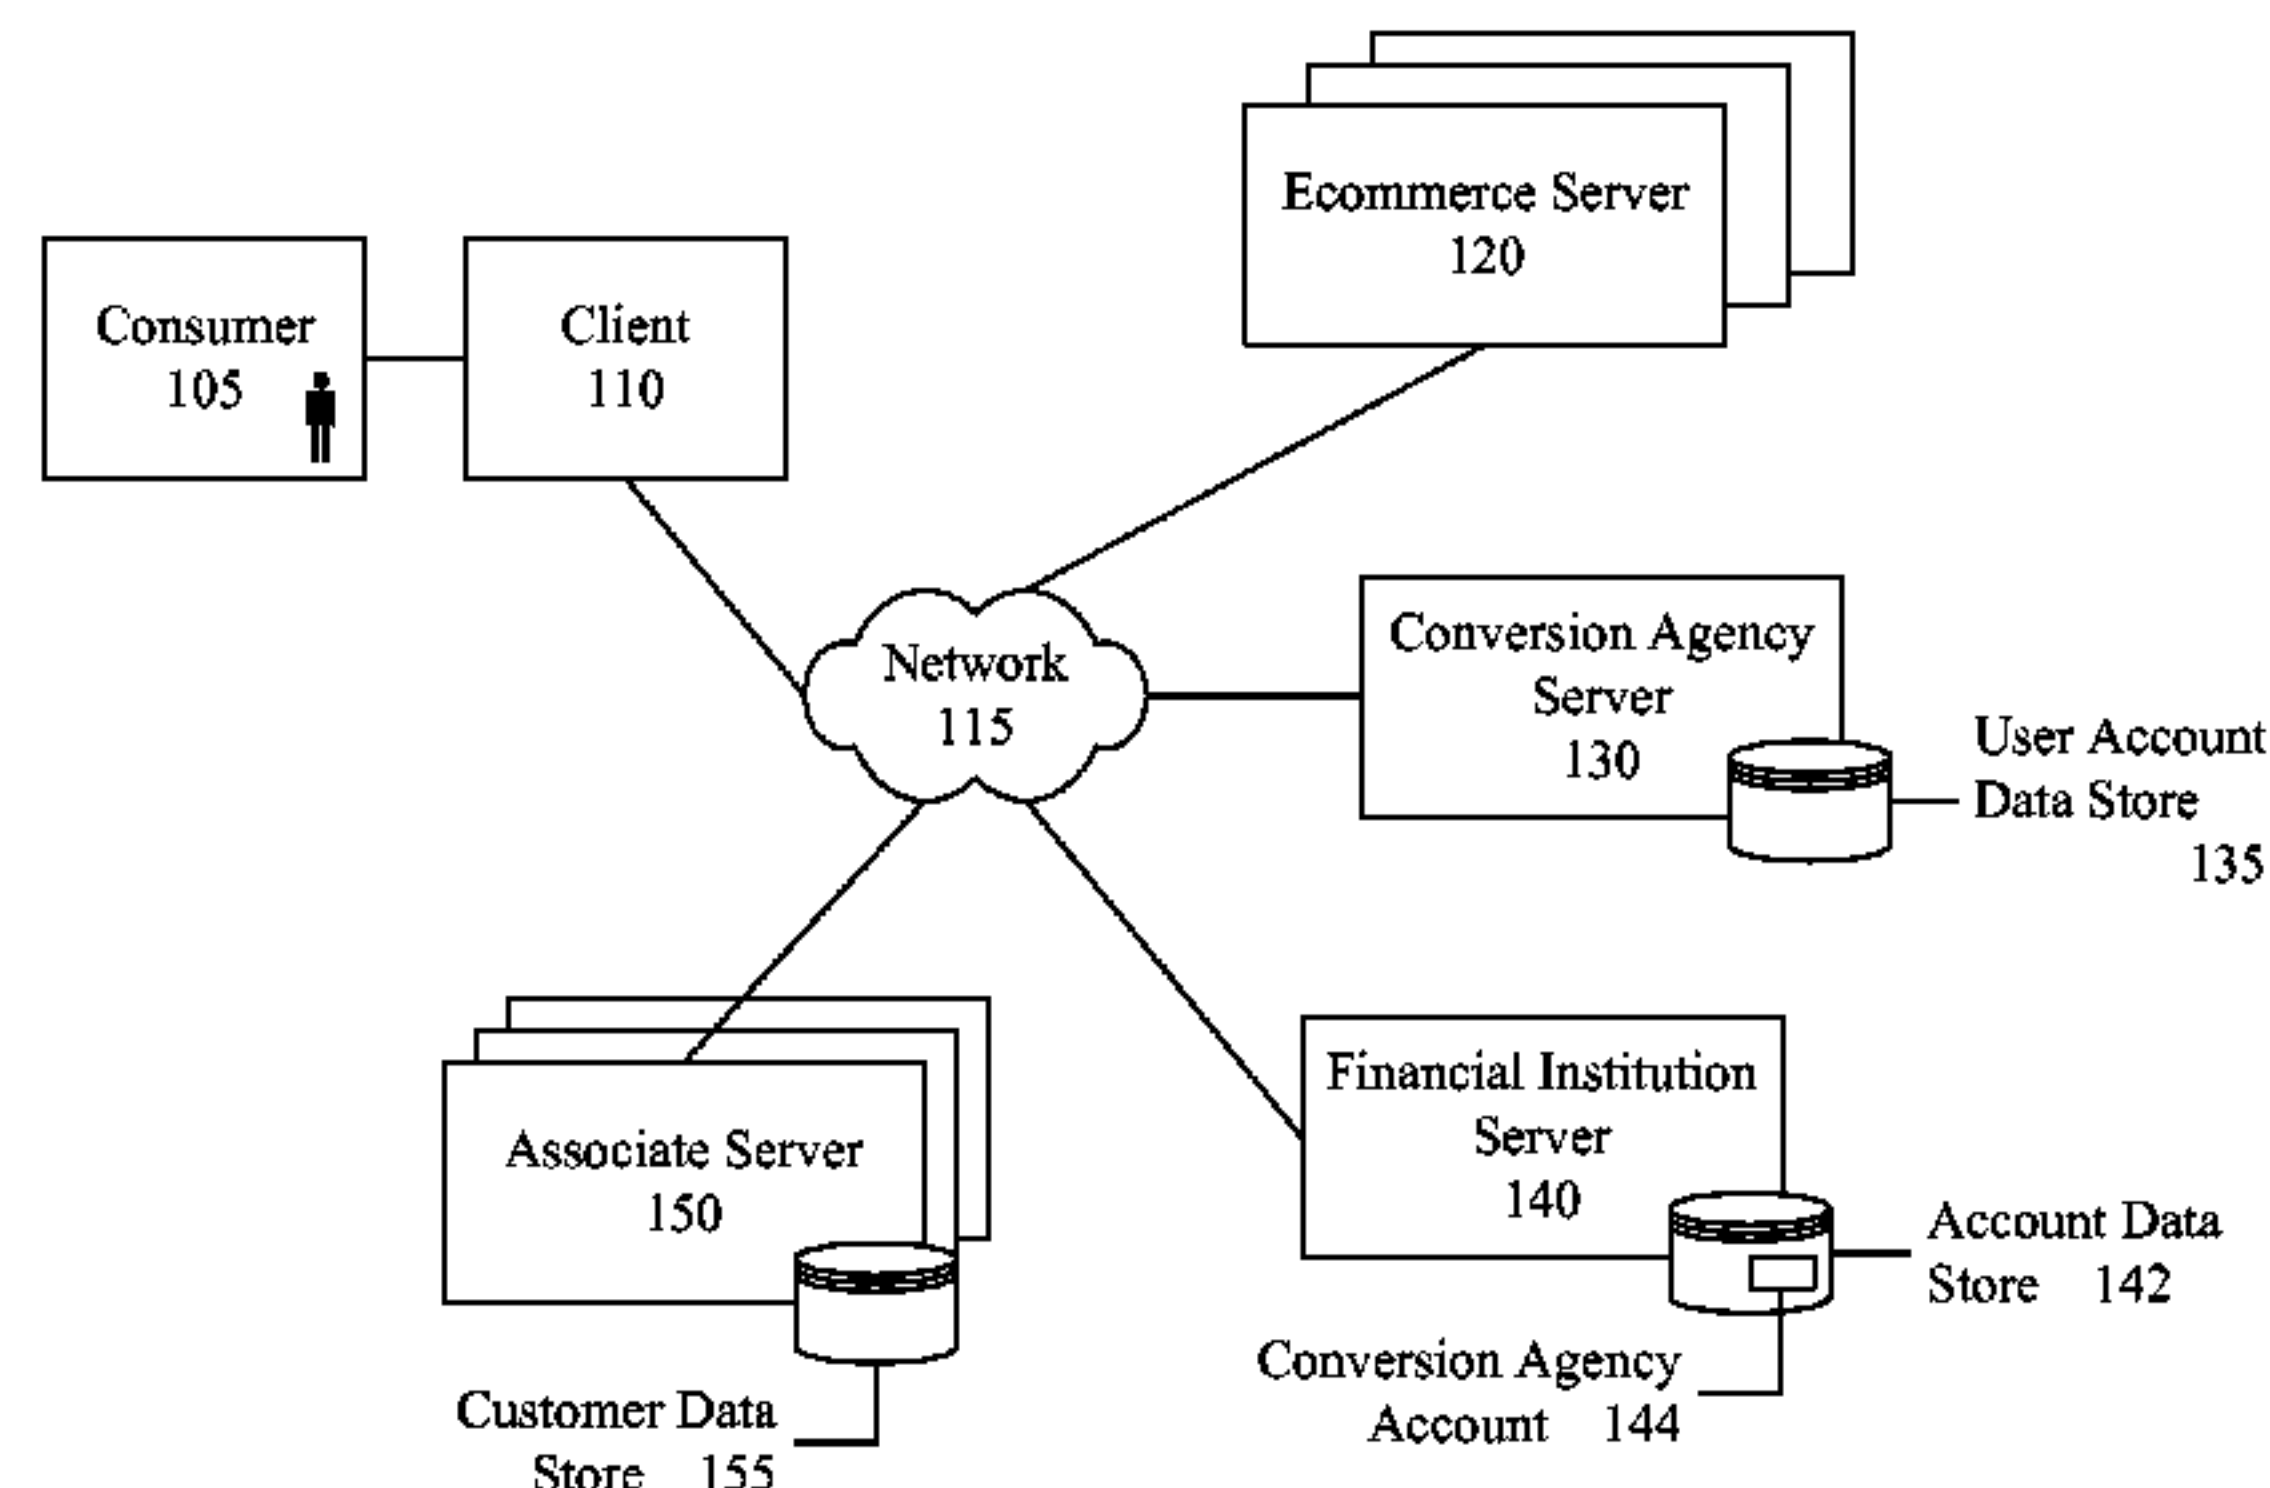 Ecommerce Server
120
Consumer
105
Client
110
Network
115
Conversion Agency
Server
130
User Account
Data Store
135
Associate Server
150
Customer Data
Store 155
Financial Institution
Server
140
Account Data
Store 142
Conversion Agency
Account 144